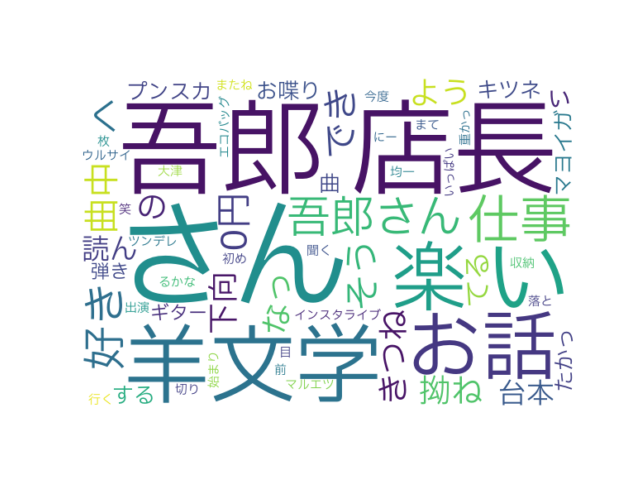 プンスカ
またね
お喋り
今度
よう
キツネ
い
く
吾郎
店長
でき
エコバッグ
枚
ウルサイ
大津
にー
まて
重かっ
マヨイガ
曲
均一
いっぱい
曲中
の
笑
さん
0円
吾郎さん
仕事
読ん
ツンデレ
弾き
初め
聞く
そう
楽
い
てる
収納
好き
出演
るかな
下向
ギター
なっ
インスタライブ
落と
羊文学
きつね
お話
たかっ
始まり
目
前
マルエツ
拗ね
台本
行く
する
切り